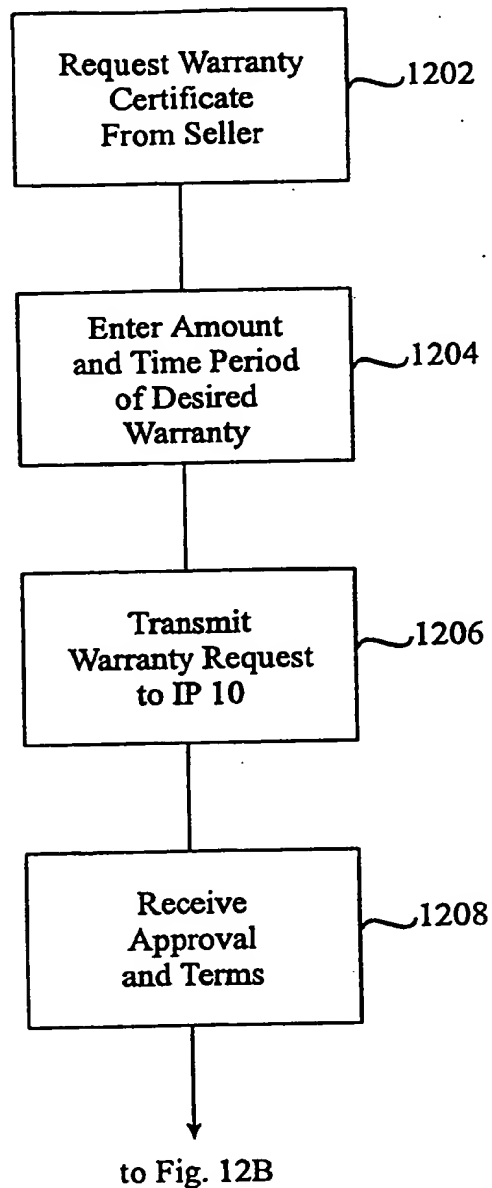 Request Warranty
Certificate
From Seller
1202
Enter Amount
and Time Period
of Desired
Warranty
1204
Transmit
Warranty Request
to IP 10
1206
Receive
Approval
and Terms
1208
to Fig. 12B